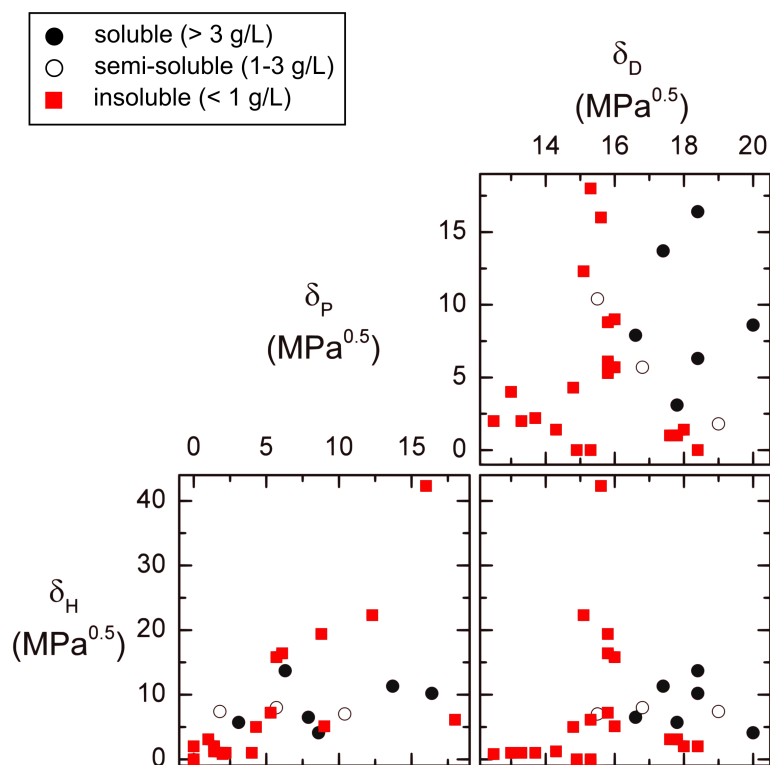 soluble (> 3 g/L)
semi-soluble (1-3 g/L)
insoluble (< 1 g/L)
δD
(MPa0.5)
14 16 18 20
15
10
5
0
δP
(MPa0.5)
0 5 10 15
40
30
20
10
0
δH
(MPa0.5)